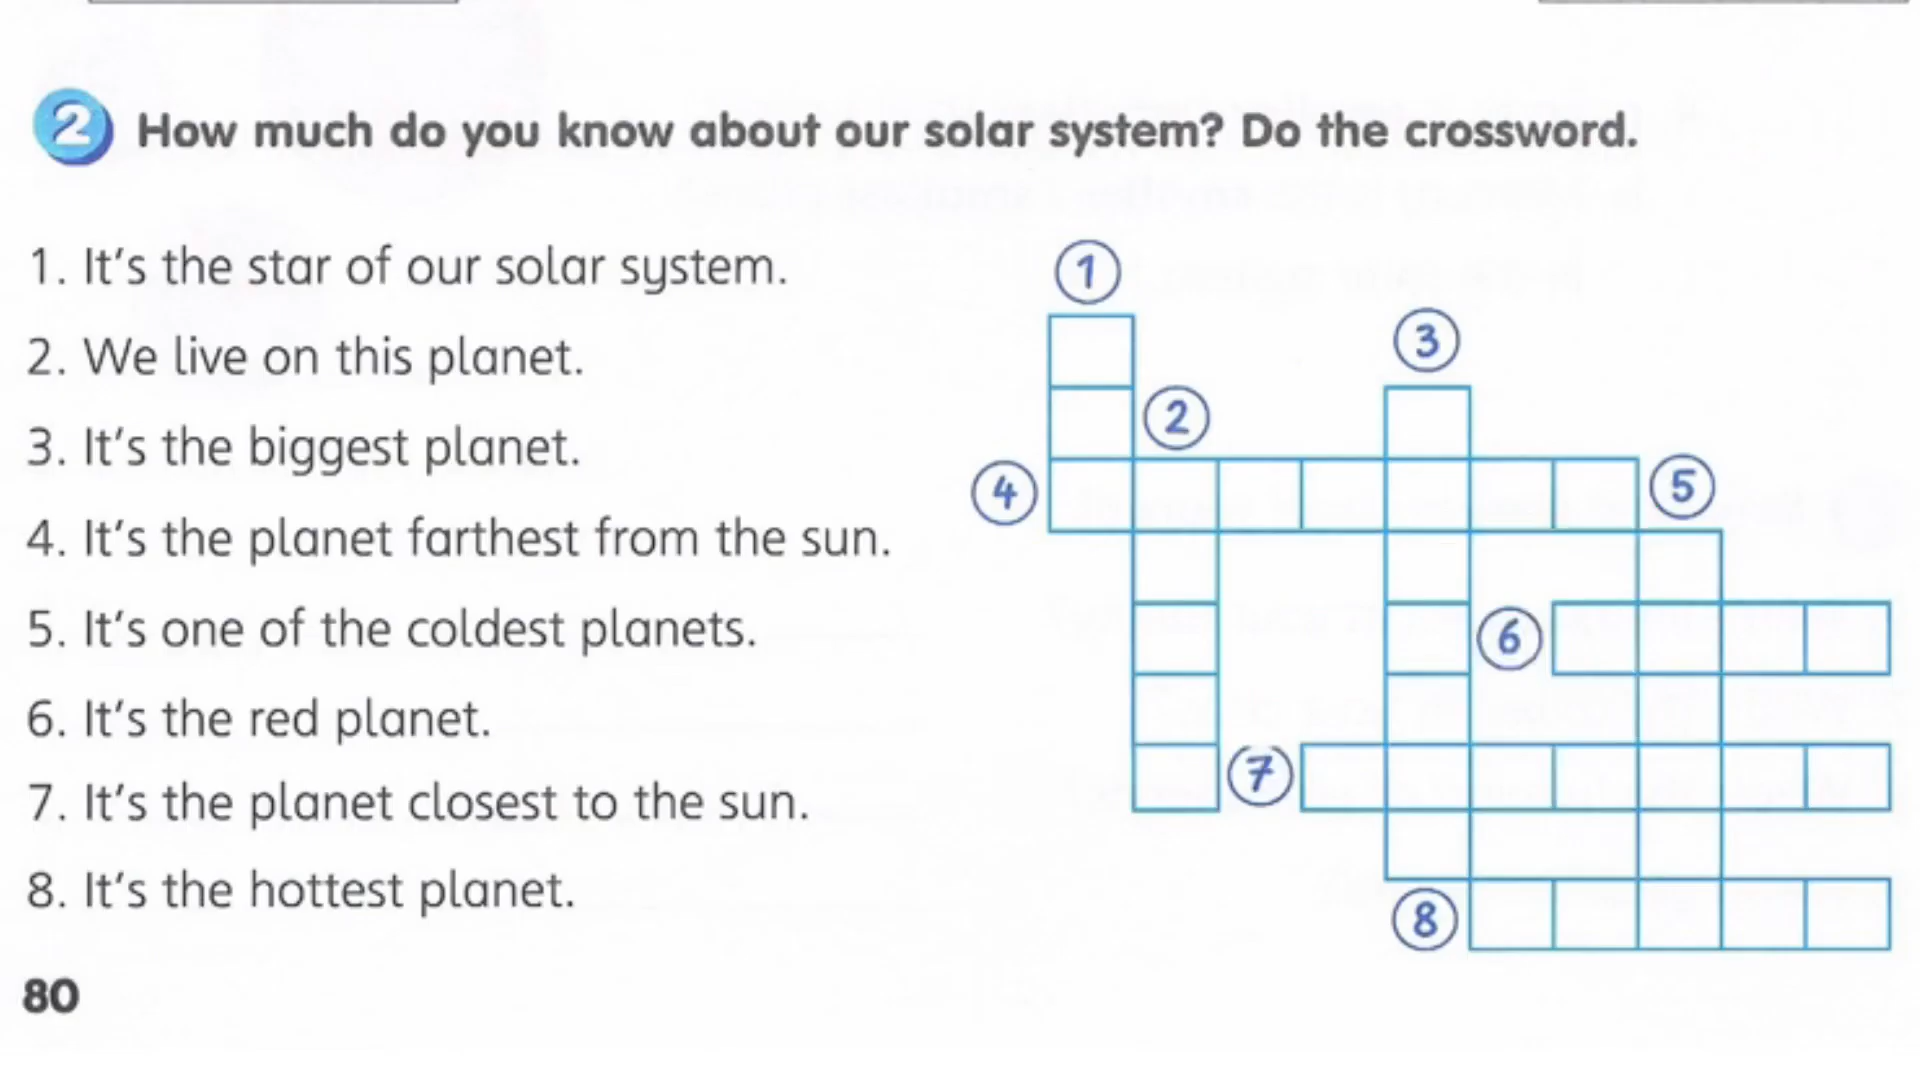 2 How much do you know about our solar system? Do the crossword.
1. It's the star of our solar system.
2. We live on this planet.
3. It's the biggest planet.
4. It's the planet farthest from the sun.
5. It's one of the coldest planets.
6. It's the red planet.
7. It's the planet closest to the sun.
8. It's the hottest planet.
1
3
2
4
5
6
7
8
80